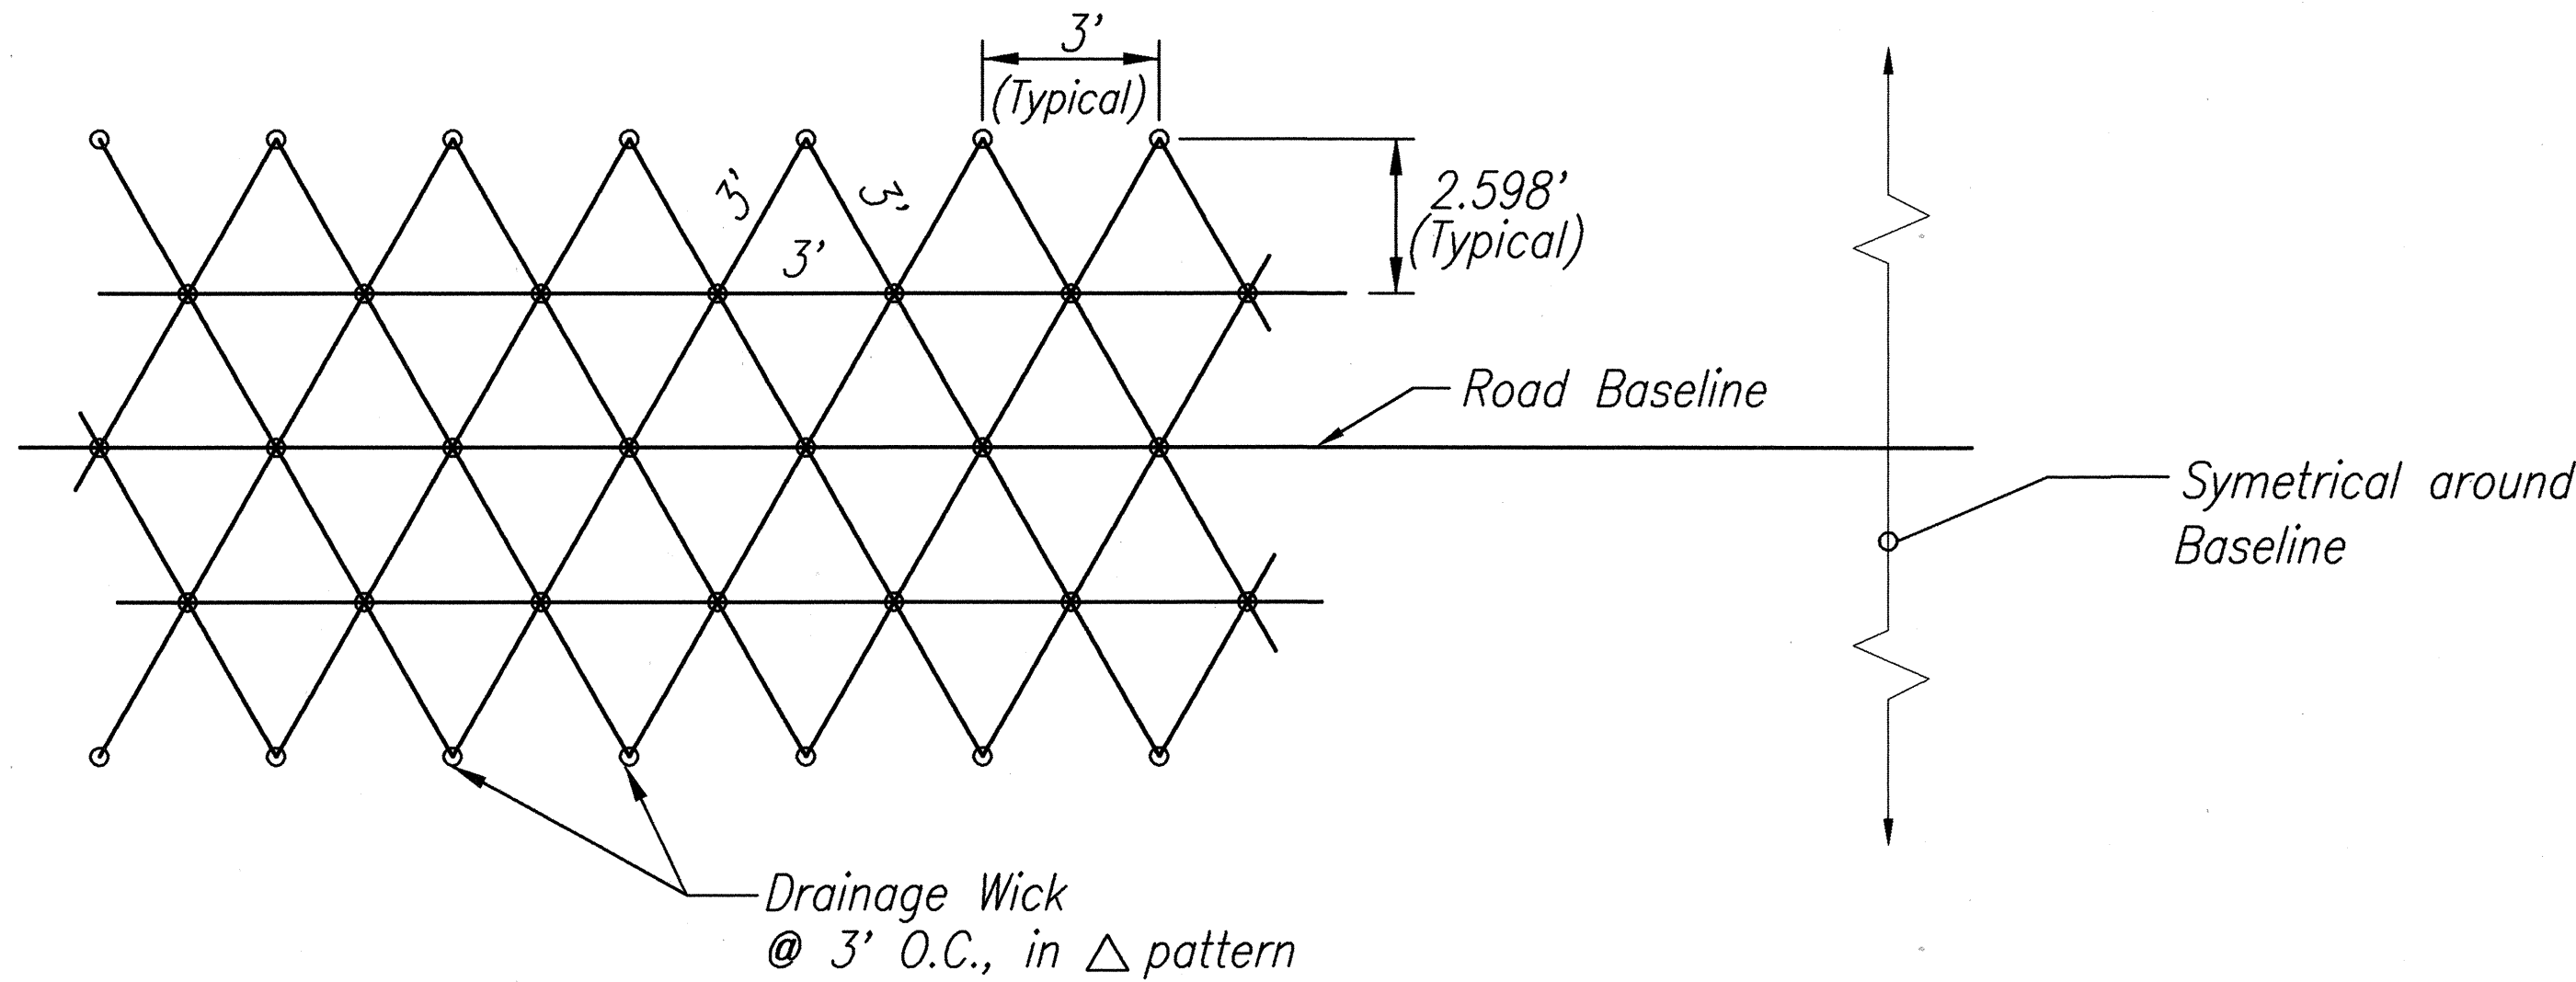 3'
(Typical)
3'
3'
3'
2.598'
(Typical)
Road Baseline
Symetrical around
Baseline
Drainage Wick
@ 3' O.C., in △ pattern